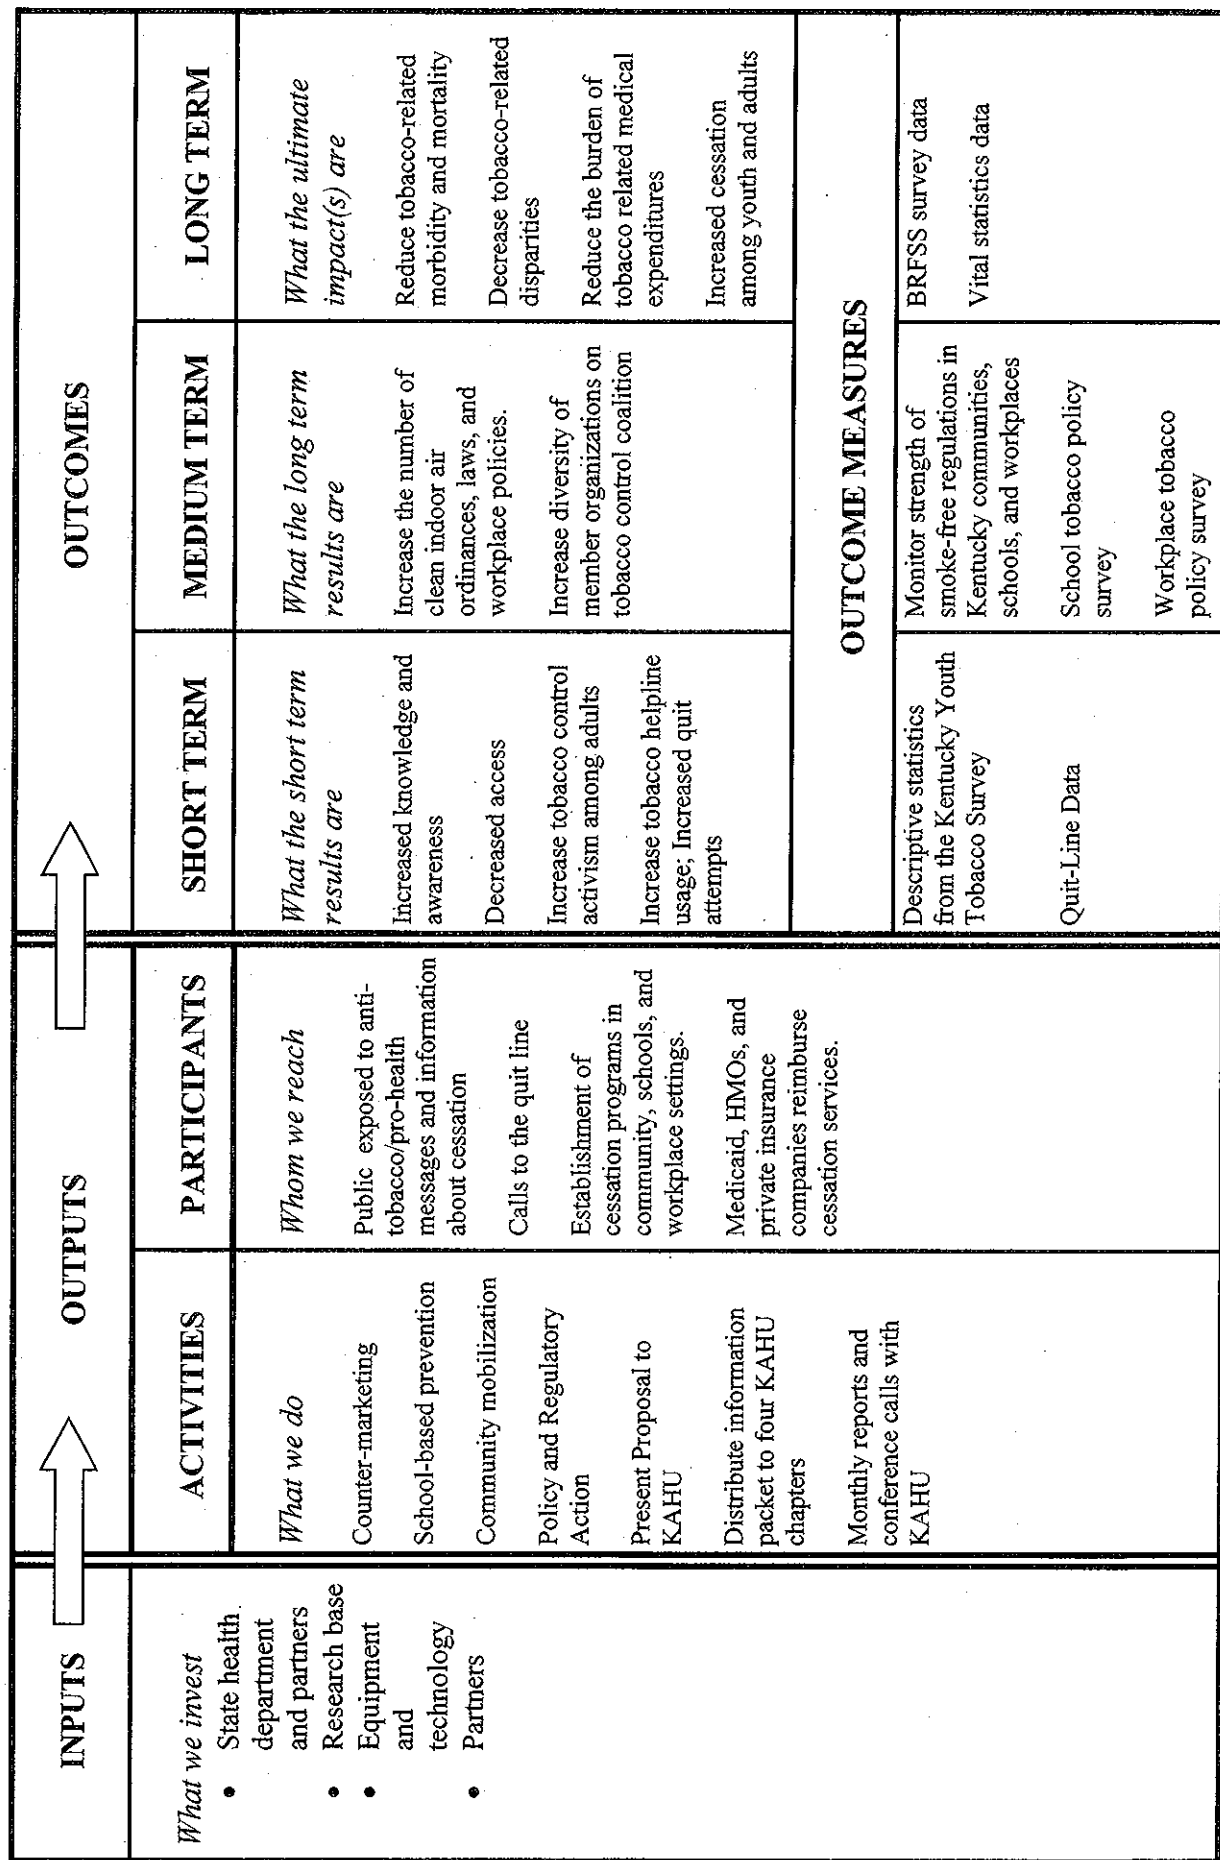 INPUTS
What we invest
• State health
department
and partners
• Research base
• Equipment
and
technology
• Partners
OUTPUTS
ACTIVITIES
What we do
Counter-marketing
School-based prevention
Community mobilization
Policy and Regulatory
Action
Present Proposal to
KAHU
Distribute information
packet to four KAHU
chapters
Monthly reports and
conference calls with
KAHU
PARTICIPANTS
Whom we reach
Public exposed to anti-
tobacco/pro-health
messages and information
about cessation
Calls to the quit line
Establishment of
cessation programs in
community, schools, and
workplace settings.
Medicaid, HMOs, and
private insurance
companies reimburse
cessation services.
OUTCOMES
SHORT TERM
What the short term
results are
Increased knowledge and
awareness
Decreased access
Increase tobacco control
activism among adults
Increase tobacco helpline
usage; Increased quit
attempts
MEDIUM TERM
What the long term
results are
Increase the number of
clean indoor air
ordinances, laws, and
workplace policies.
Increase diversity of
member organizations on
tobacco control coalition
LONG TERM
What the ultimate
impact(s) are
Reduce tobacco-related
morbidity and mortality
Decrease tobacco-related
disparities
Reduce the burden of
tobacco related medical
expenditures
Increased cessation
among youth and adults
OUTCOME MEASURES
Descriptive statistics
from the Kentucky Youth
Tobacco Survey
Quit-Line Data
Monitor strength of
smoke-free regulations in
Kentucky communities,
schools, and workplaces
School tobacco policy
survey
Workplace tobacco
policy survey
BRFSS survey data
Vital statistics data